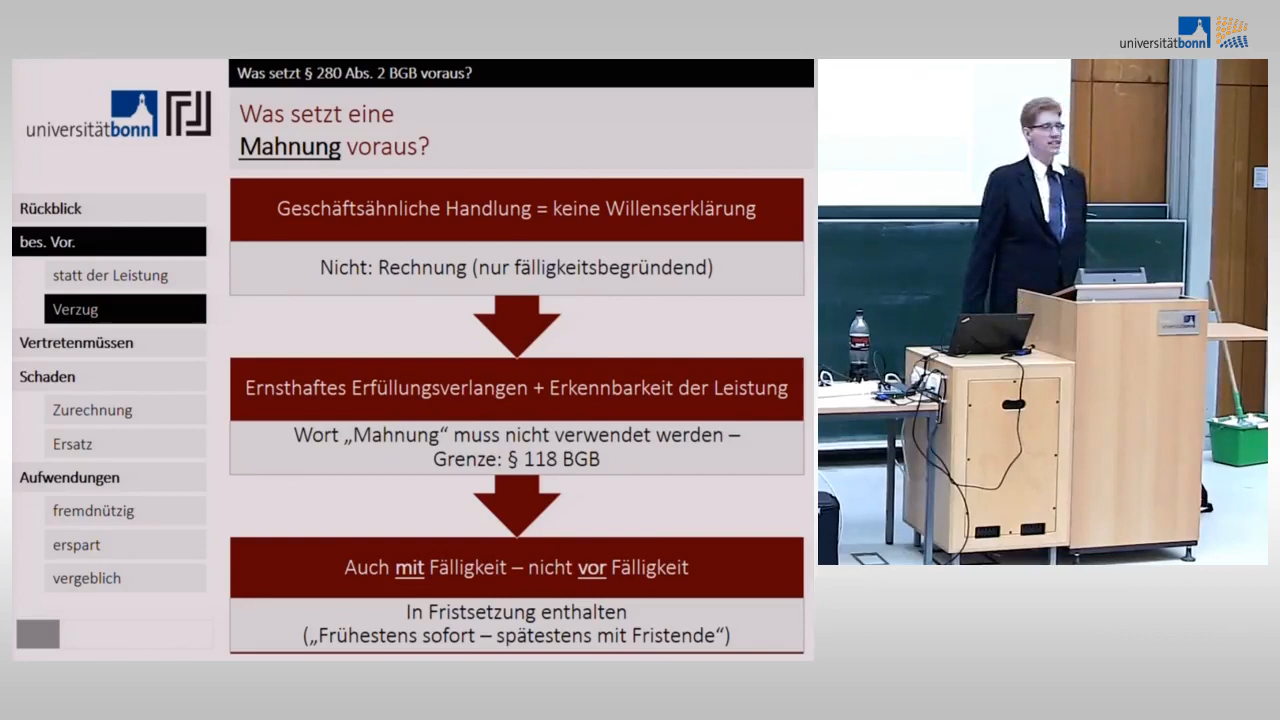 universitätbonn
Was setzt § 280 Abs. 2 BGB voraus?
universitätbonn
Was setzt eine
Mahnung voraus?
Rückblick
bes. Vor.
statt der Leistung
Verzug
Vertretenmüssen
Schaden
Zurechnung
Ersatz
Aufwendungen
fremdnützig
erspart
vergeblich
Geschäftsähnliche Handlung = keine Willenserklärung
Nicht: Rechnung (nur fälligkeitsbegründend)
Ernsthaftes Erfüllungsverlangen + Erkennbarkeit der Leistung
Wort „Mahnung“ muss nicht verwendet werden –
Grenze: § 118 BGB
Auch mit Fälligkeit – nicht vor Fälligkeit
In Fristsetzung enthalten
(„Frühestens sofort – spätestens mit Fristende“)